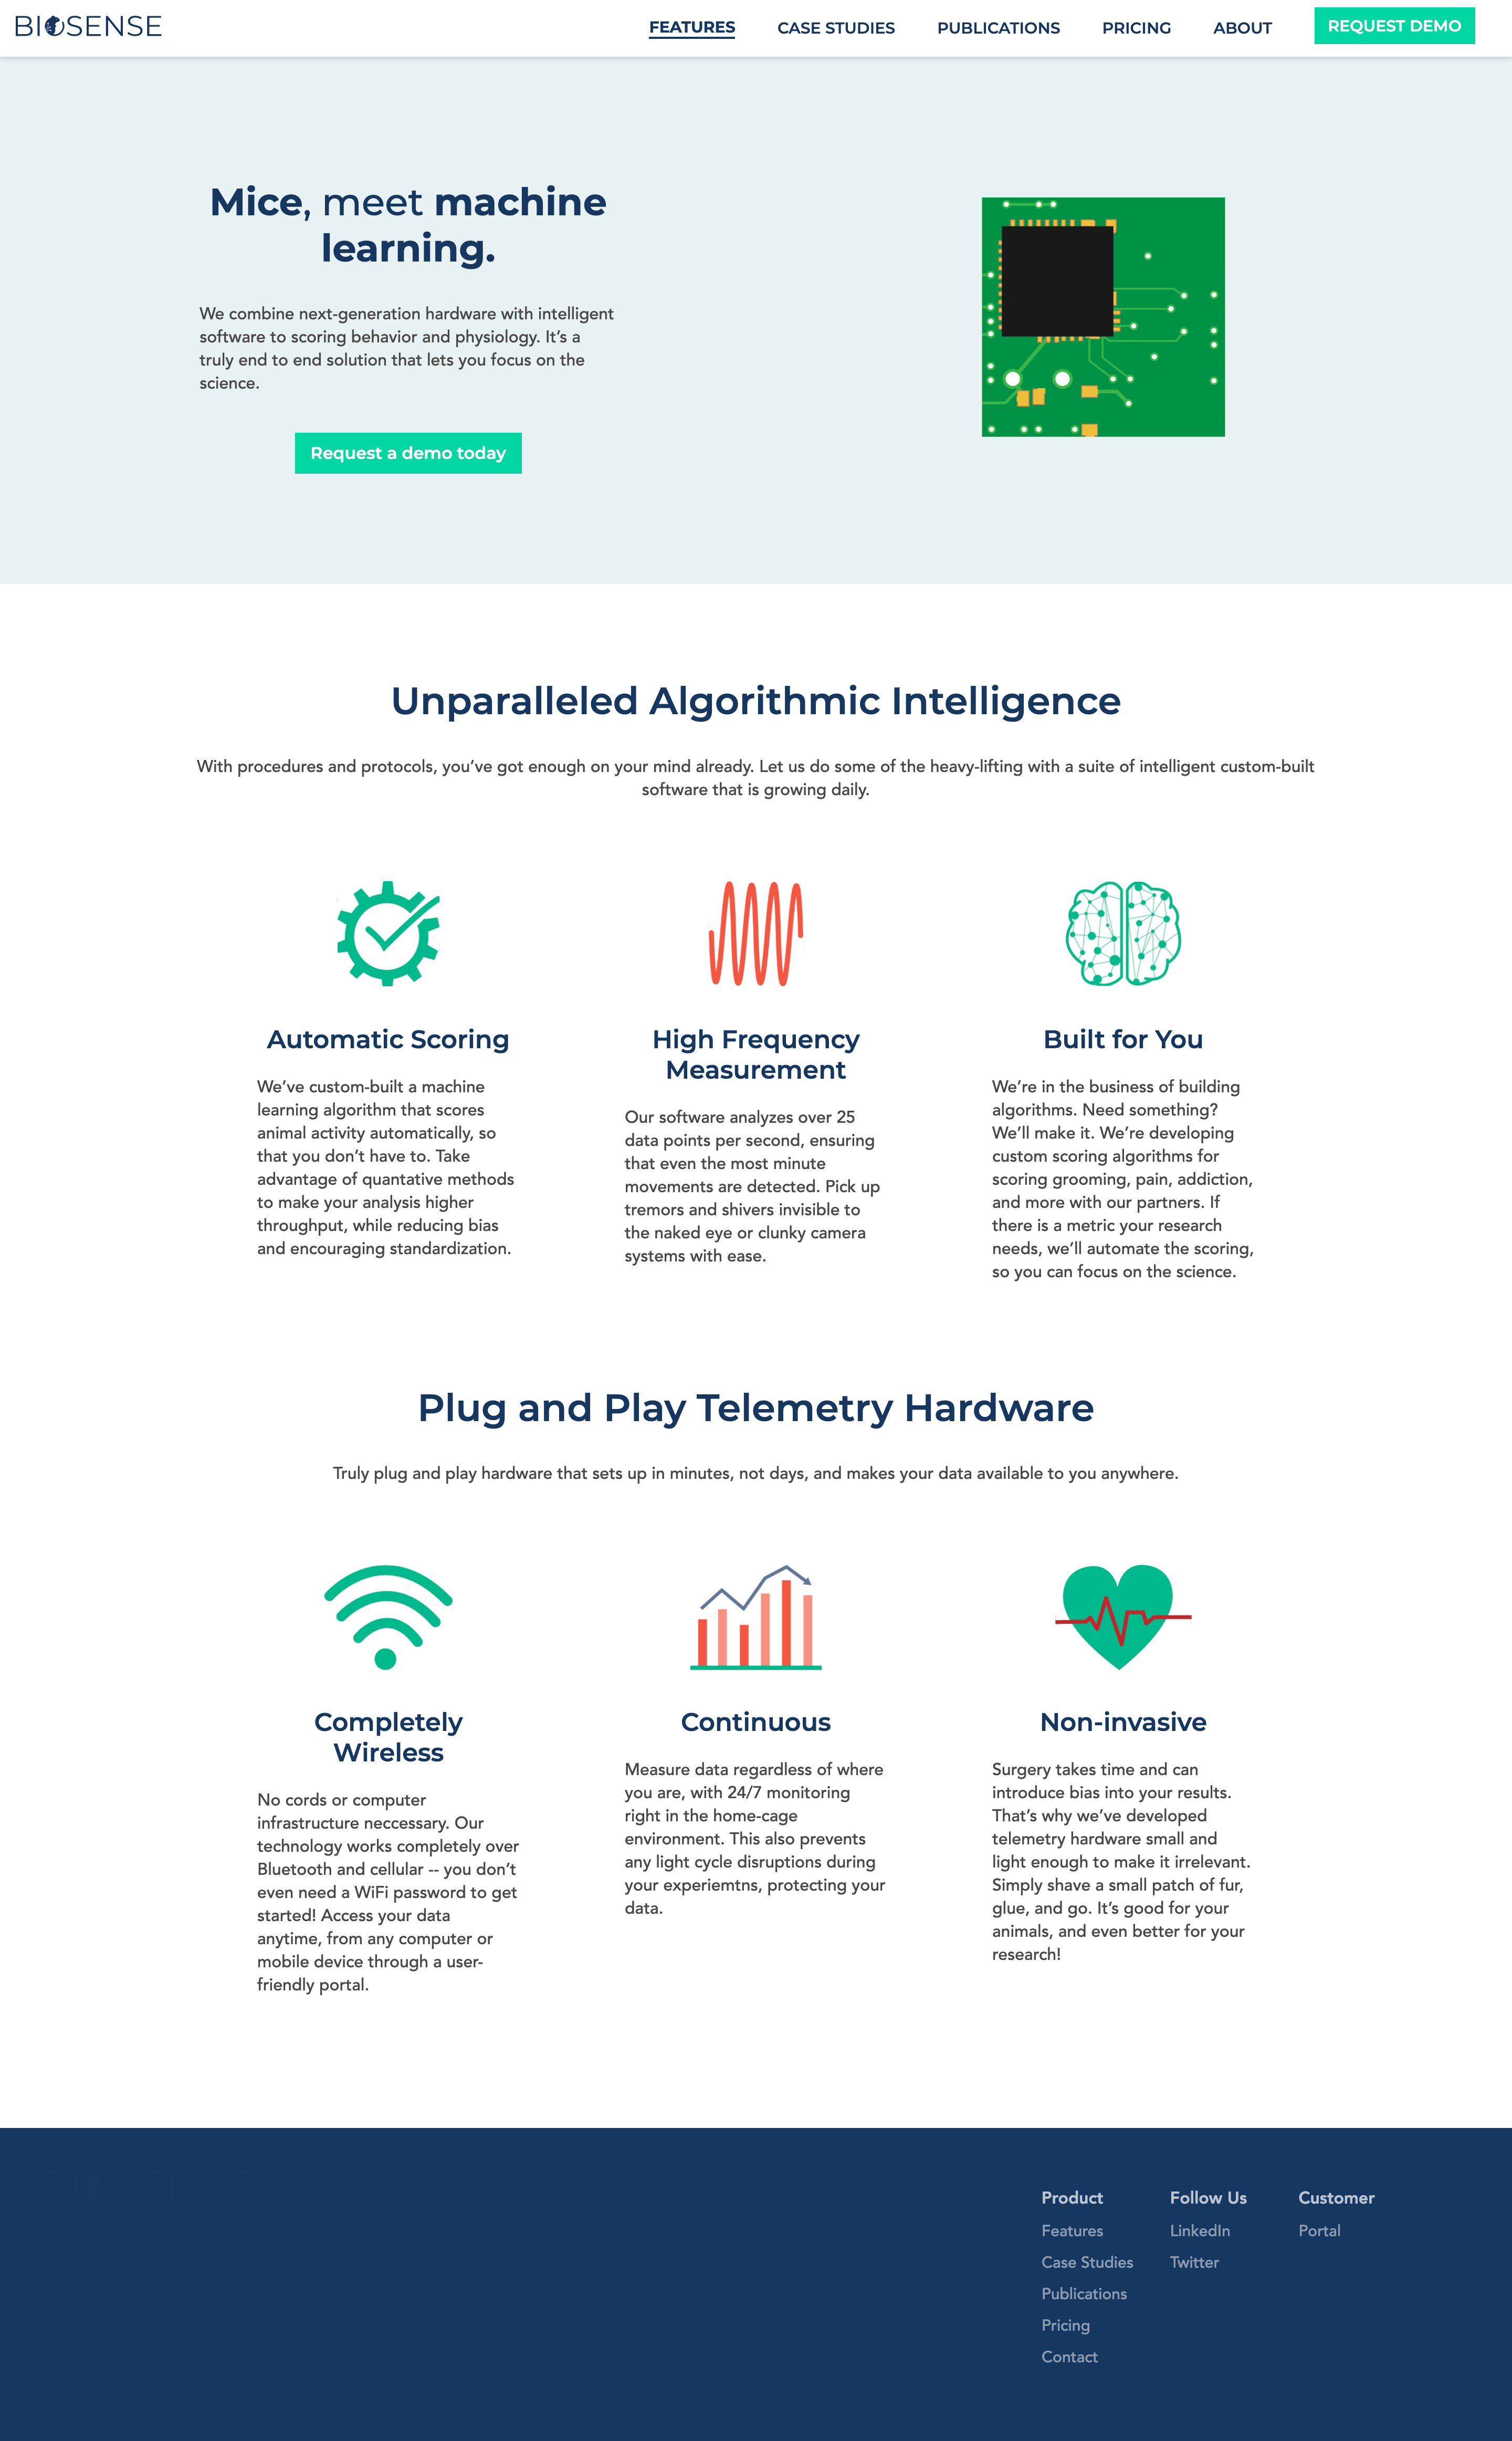 BIOSENSE
FEATURES
CASE STUDIES
PUBLICATIONS
PRICING
ABOUT
REQUEST DEMO
Mice, meet machine
learning.
We combine next-generation hardware with intelligent
software to scoring behavior and physiology. It's a
truly end to end solution that lets you focus on the
science.
Request a demo today
Unparalleled Algorithmic Intelligence
With procedures and protocols, you've got enough on your mind already. Let us do some of the heavy-lifting with a suite of intelligent custom-built
software that is growing daily.
Automatic Scoring
We've custom-built a machine
learning algorithm that scores
animal activity automatically, so
that you don't have to. Take
advantage of quantative methods
to make your analysis higher
throughput, while reducing bias
and encouraging standardization.
High Frequency
Measurement
Our software analyzes over 25
data points per second, ensuring
that even the most minute
movements are detected. Pick up
tremors and shivers invisible to
the naked eye or clunky camera
systems with ease.
Built for You
We're in the business of building
algorithms. Need something?
We'll make it. We're developing
custom scoring algorithms for
scoring grooming, pain, addiction,
and more with our partners. If
there is a metric your research
needs, we'll automate the scoring,
so you can focus on the science.
Plug and Play Telemetry Hardware
Truly plug and play hardware that sets up in minutes, not days, and makes your data available to you anywhere.
Completely
Wireless
No cords or computer
infrastructure neccessary. Our
technology works completely over
Bluetooth and cellular -- you don't
even need a WiFi password to get
started! Access your data
anytime, from any computer or
mobile device through a user-
friendly portal.
Continuous
Measure data regardless of where
you are, with 24/7 monitoring
right in the home-cage
environment. This also prevents
any light cycle disruptions during
your experiemtns, protecting your
data.
Non-invasive
Surgery takes time and can
introduce bias into your results.
That's why we've developed
telemetry hardware small and
light enough to make it irrelevant.
Simply shave a small patch of fur,
glue, and go. It's good for your
animals, and even better for your
research!
Product
Features
Case Studies
Publications
Pricing
Contact
Follow Us
LinkedIn
Twitter
Customer
Portal